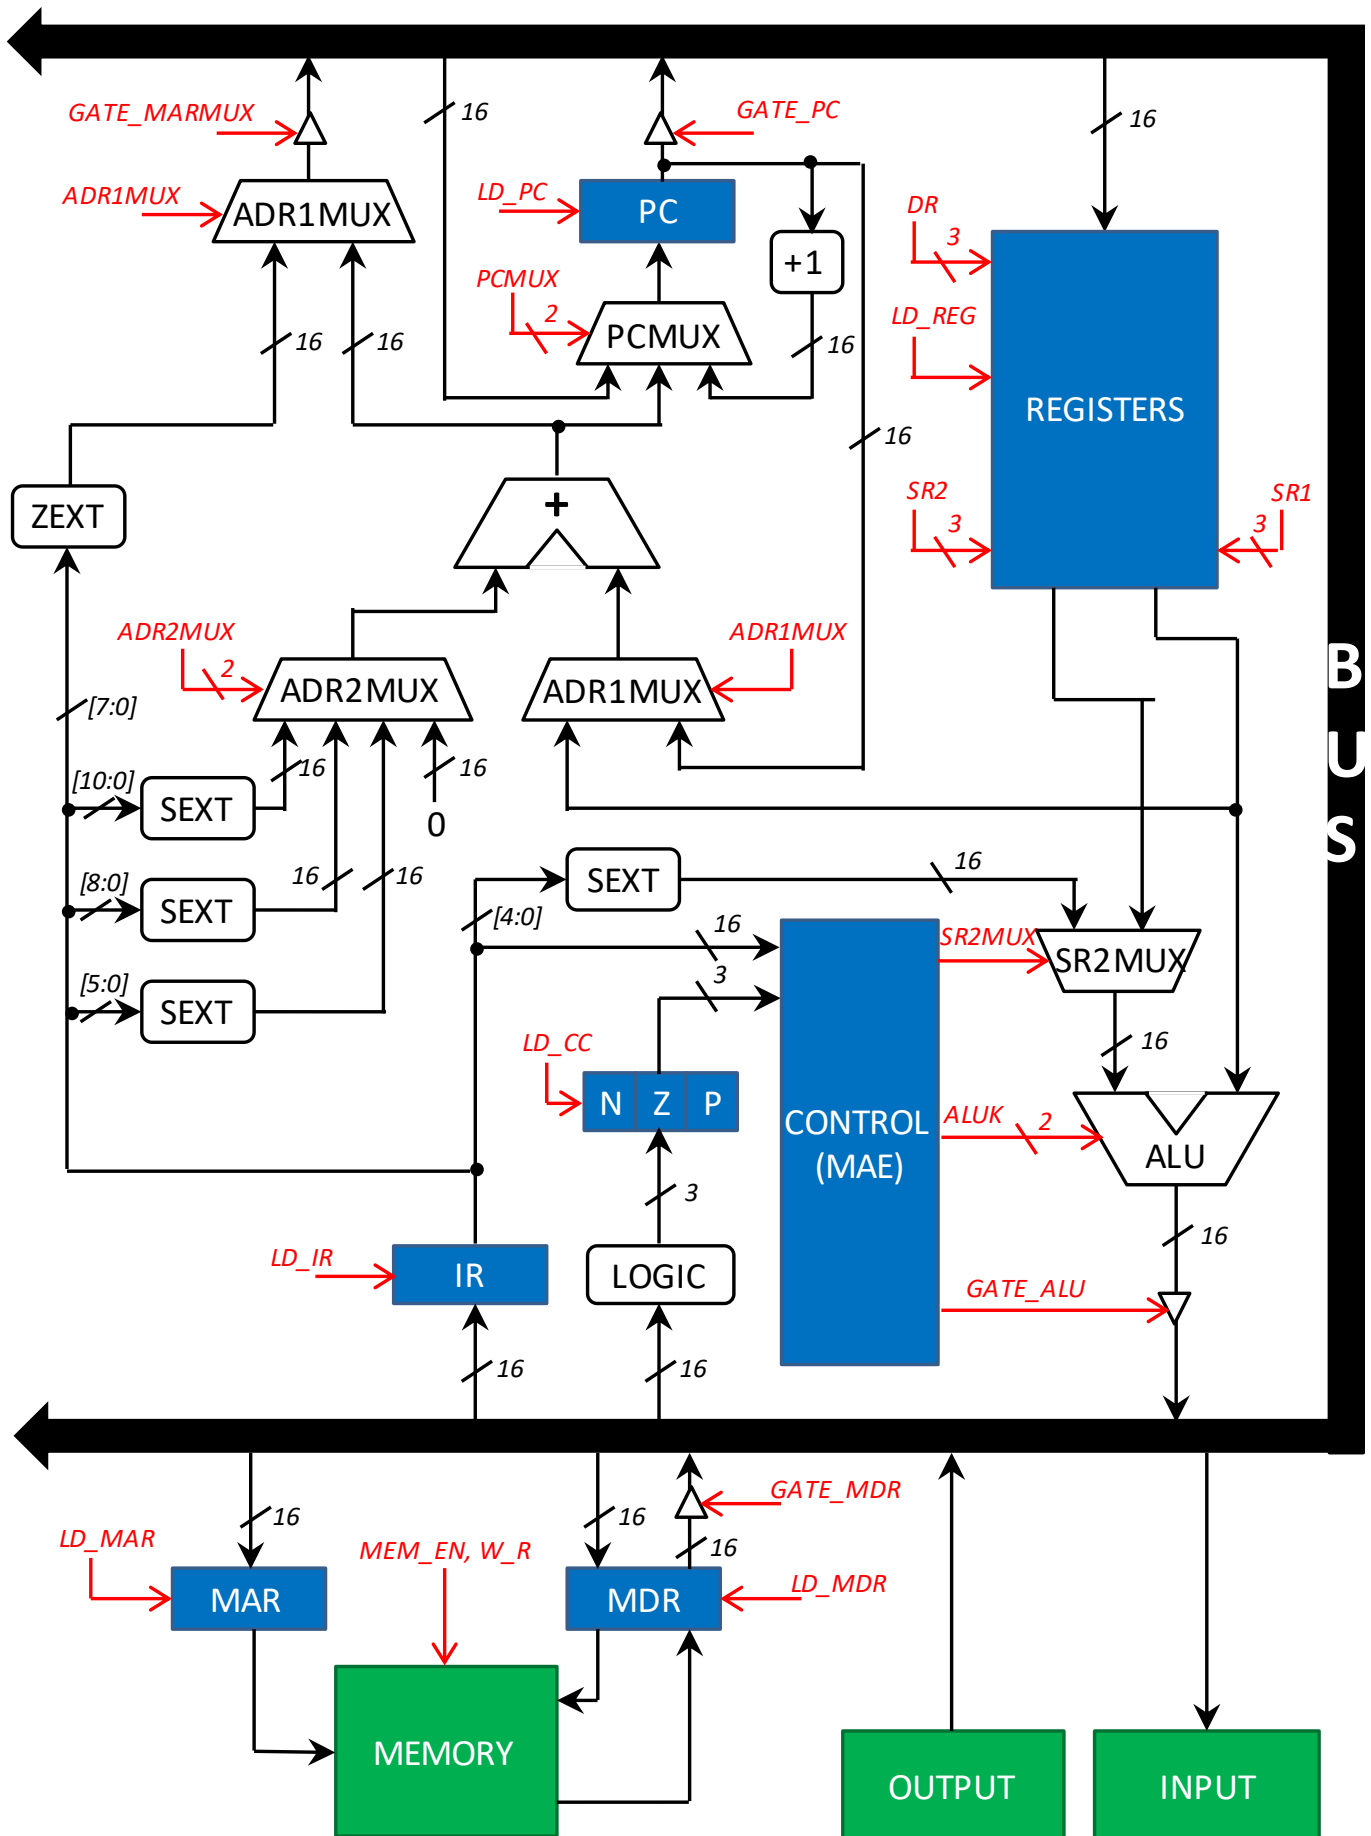 GATE_MARMUX
16
GATE_PC
16
ADR1MUX
ADR1MUX
LD_PC
PC
DR
3
+1
PCMUX
2
PCMUX
16
16
16
LD_REG
REGISTERS
16
ZEXT
+
SR2
3
SR1
3
ADR2MUX
2
ADR2MUX
ADR1MUX
ADR1MUX
B
U
S
[7:0]
[10:0]
SEXT
16
16
0
[8:0]
SEXT
16
16
SEXT
16
[4:0]
16
SR2MUX
SR2MUX
[5:0]
SEXT
3
LD_CC
N Z P
16
CONTROL
(MAE)
ALUK
2
ALU
3
16
LD_IR
IR
LOGIC
GATE_ALU
16
16
16
16
GATE_MDR
16
LD_MAR
MAR
MEM_EN, W_R
MDR
LD_MDR
MEMORY
OUTPUT
INPUT